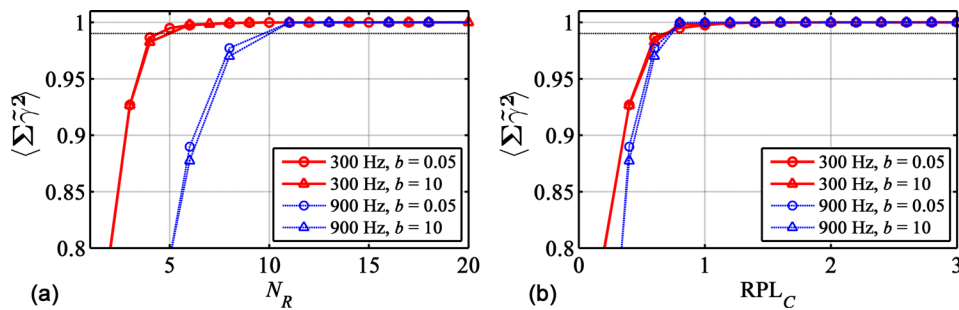 1
0.95
0.9
0.85
0.8
⟨Σγ̃²⟩
300 Hz, b = 0.05
300 Hz, b = 10
900 Hz, b = 0.05
900 Hz, b = 10
5 10 15 20
(a) N_R
1
0.95
0.9
0.85
0.8
⟨Σγ̃²⟩
300 Hz, b = 0.05
300 Hz, b = 10
900 Hz, b = 0.05
900 Hz, b = 10
0 1 2 3
(b) RPL_C